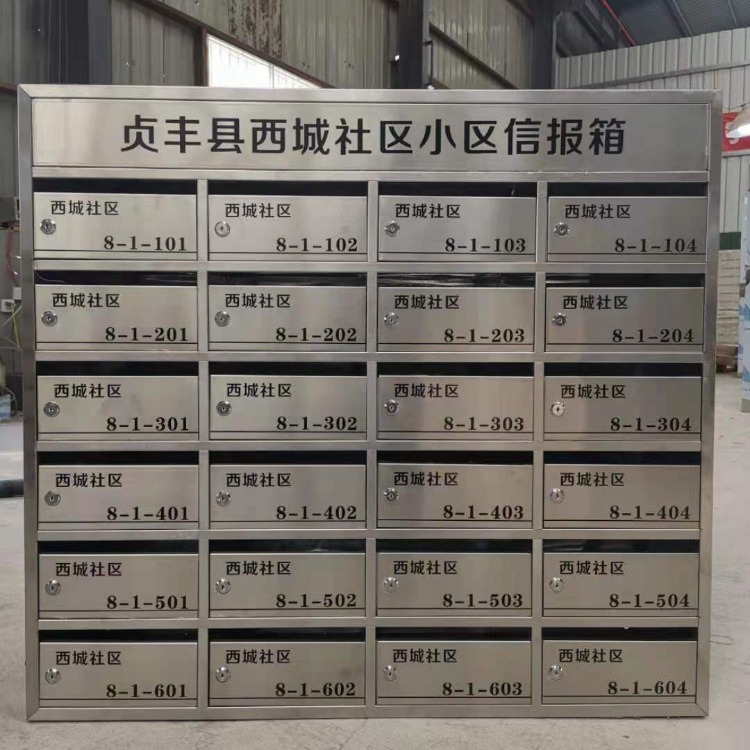 贞丰县西城社区小区信报箱
西城社区
8-1-101
西城社区
8-1-102
西城社区
8-1-103
西城社区
8-1-104
西城社区
8-1-201
西城社区
8-1-202
西城社区
8-1-203
西城社区
8-1-204
西城社区
8-1-301
西城社区
8-1-302
西城社区
8-1-303
西城社区
8-1-304
西城社区
8-1-401
西城社区
8-1-402
西城社区
8-1-403
西城社区
8-1-404
西城社区
8-1-501
西城社区
8-1-502
西城社区
8-1-503
西城社区
8-1-504
西城社区
8-1-601
西城社区
8-1-602
西城社区
8-1-603
西城社区
8-1-604